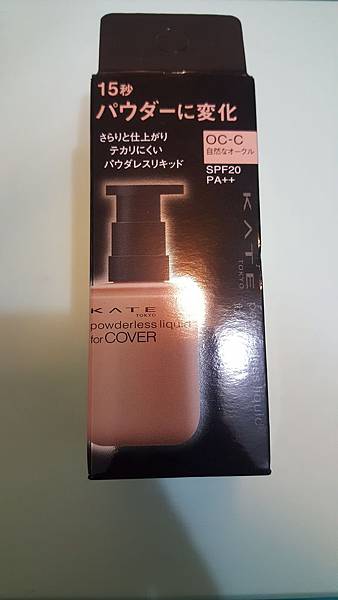 15秒
パウダーに変化
さらりと仕上がり
テカリにくい
パウダレスリキッド
OC-C
自然なオークル
SPF20
PA++
KATE
TOKYO
powderless liquid
for COVER
KATE
TOKYO